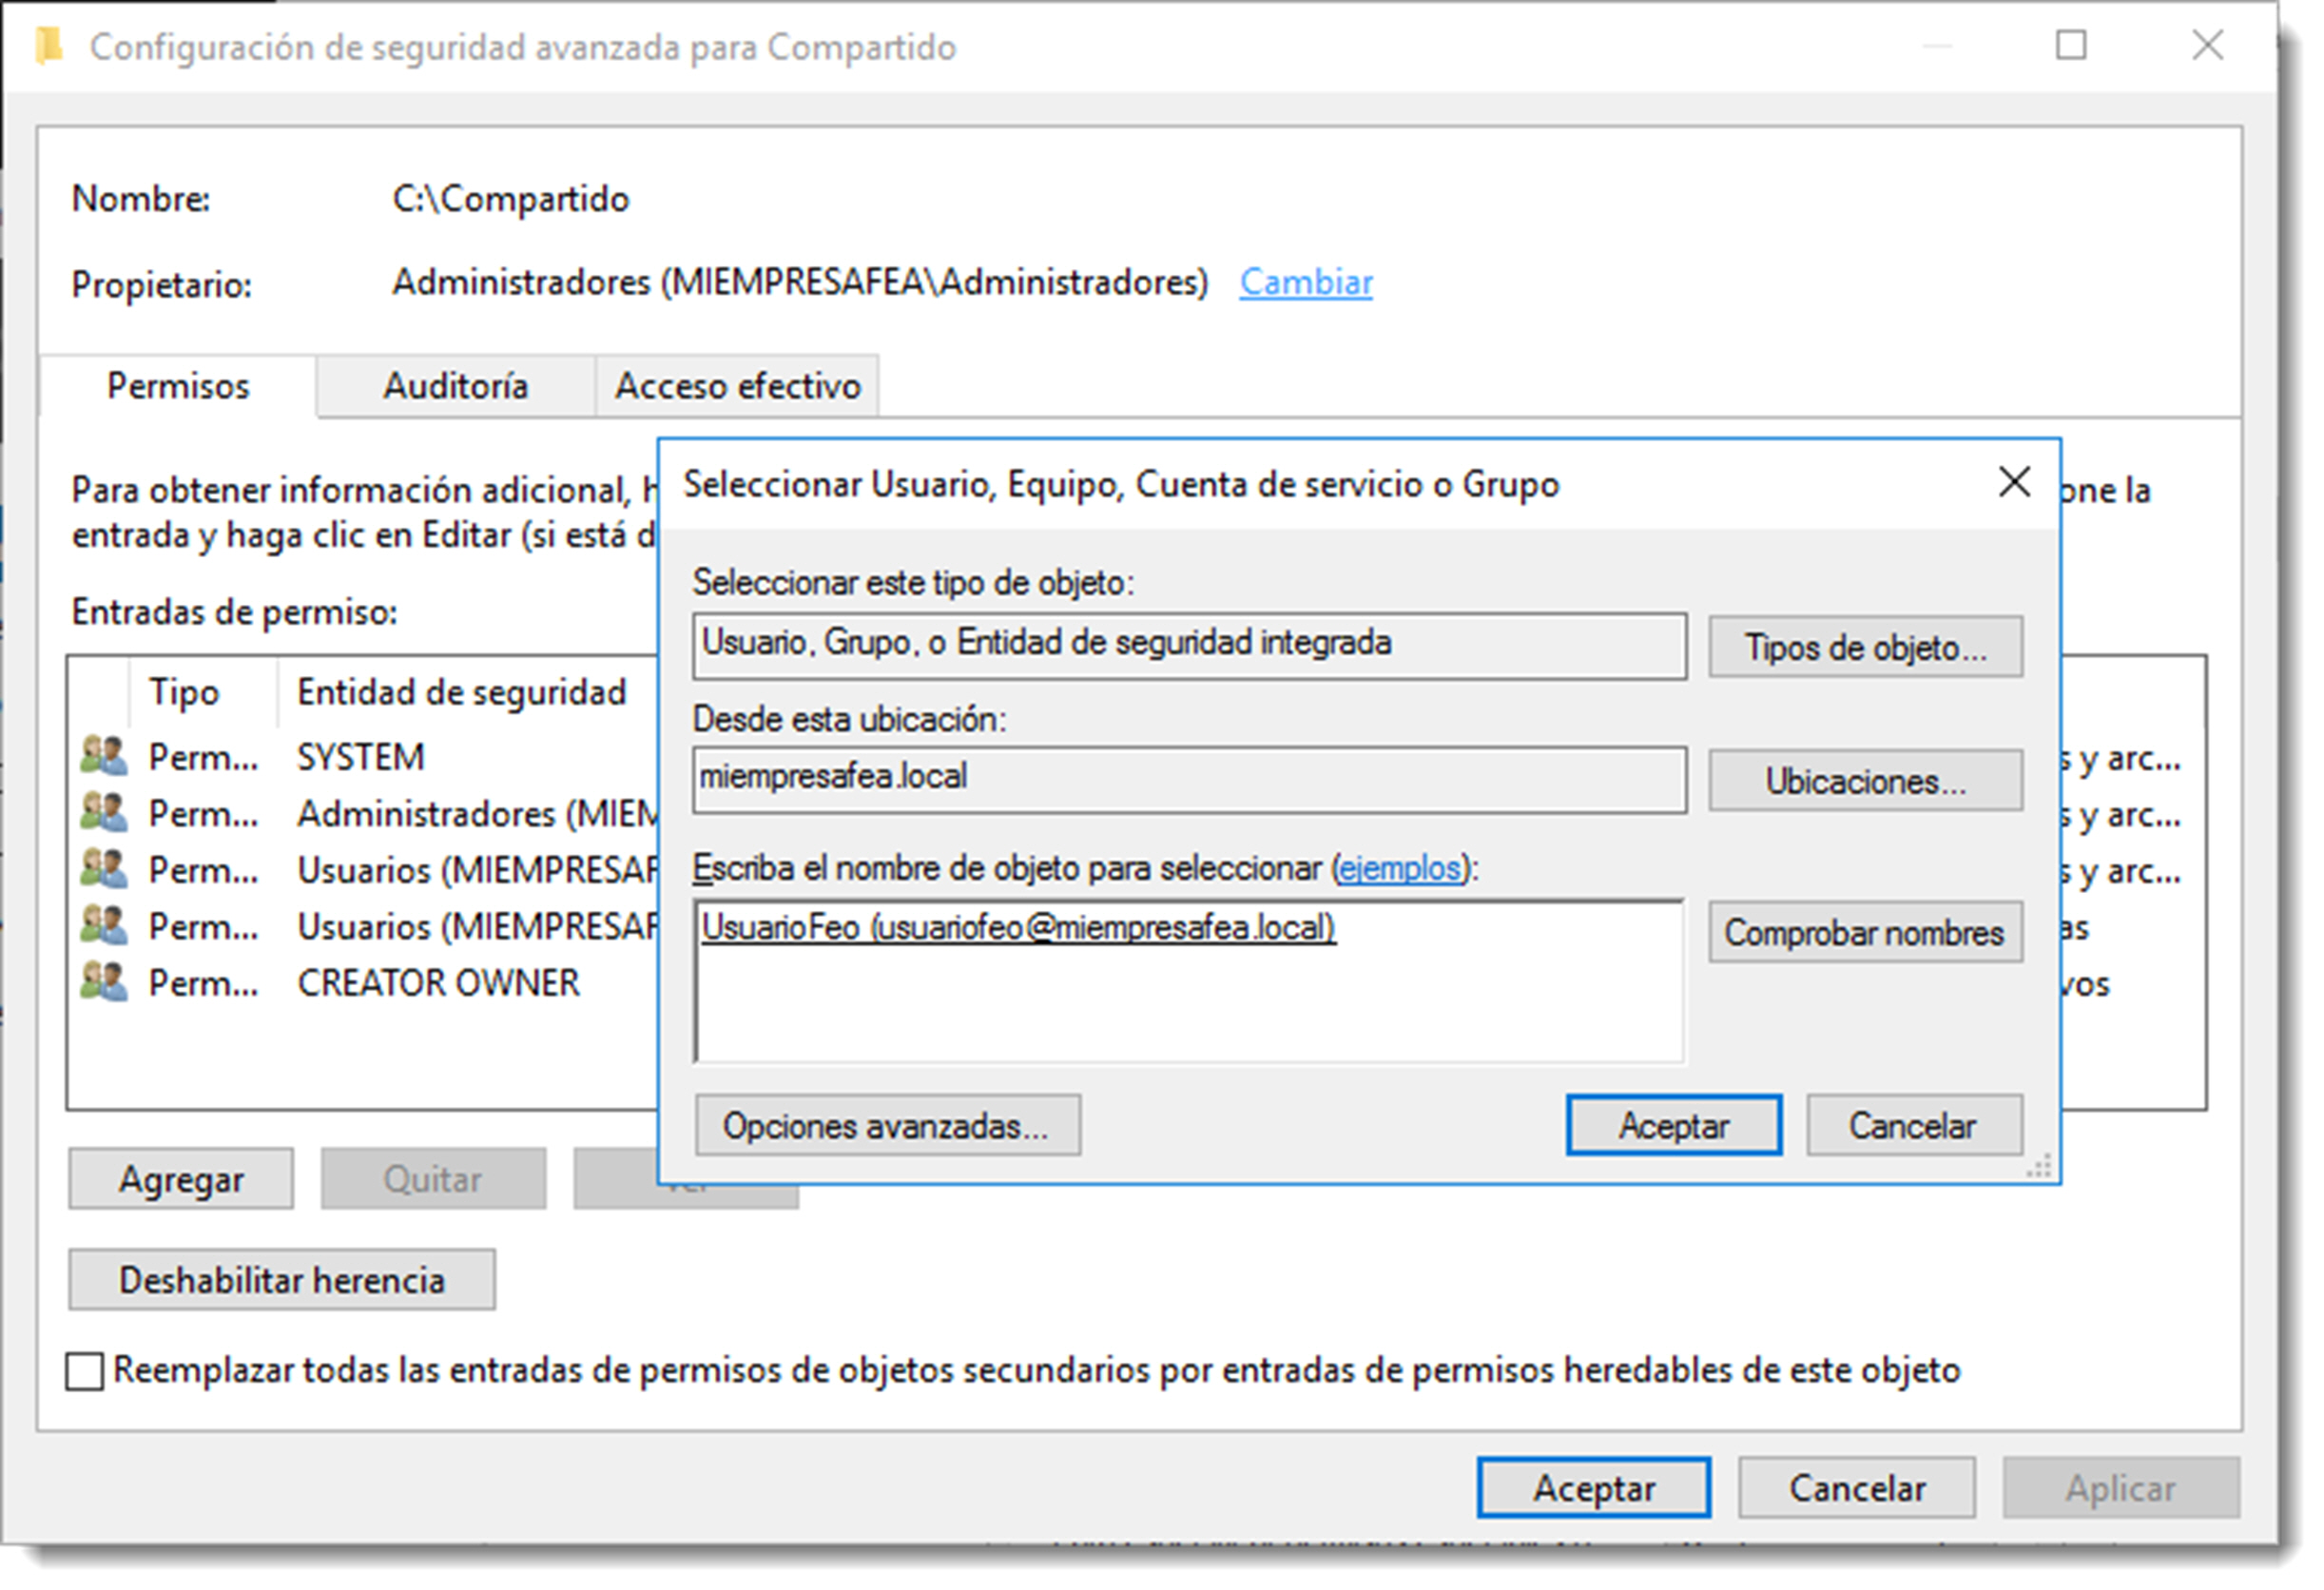 Configuración de seguridad avanzada para Compartido
Nombre: C:\Compartido
Propietario: Administradores (MIEMPRESAFEA\Administradores) Cambiar
Permisos Auditoría Acceso efectivo
Para obtener información adicional, h
one la
entrada y haga clic en Editar (si está d
Entradas de permiso:
Tipo Entidad de seguridad
Perm... SYSTEM s y arc...
Perm... Administradores (MIEM s y arc...
Perm... Usuarios (MIEMPRESAF s y arc...
Perm... Usuarios (MIEMPRESAF as
Perm... CREATOR OWNER vos
Seleccionar Usuario, Equipo, Cuenta de servicio o Grupo
Seleccionar este tipo de objeto:
Usuario, Grupo, o Entidad de seguridad integrada Tipos de objeto...
Desde esta ubicación:
miempresafea.local Ubicaciones...
Escriba el nombre de objeto para seleccionar (ejemplos):
UsuarioFeo (usuariofeo@miempresafea.local) Comprobar nombres
Opciones avanzadas... Aceptar Cancelar
Agregar Quitar
Deshabilitar herencia
Reemplazar todas las entradas de permisos de objetos secundarios por entradas de permisos heredables de este objeto
Aceptar Cancelar Aplicar